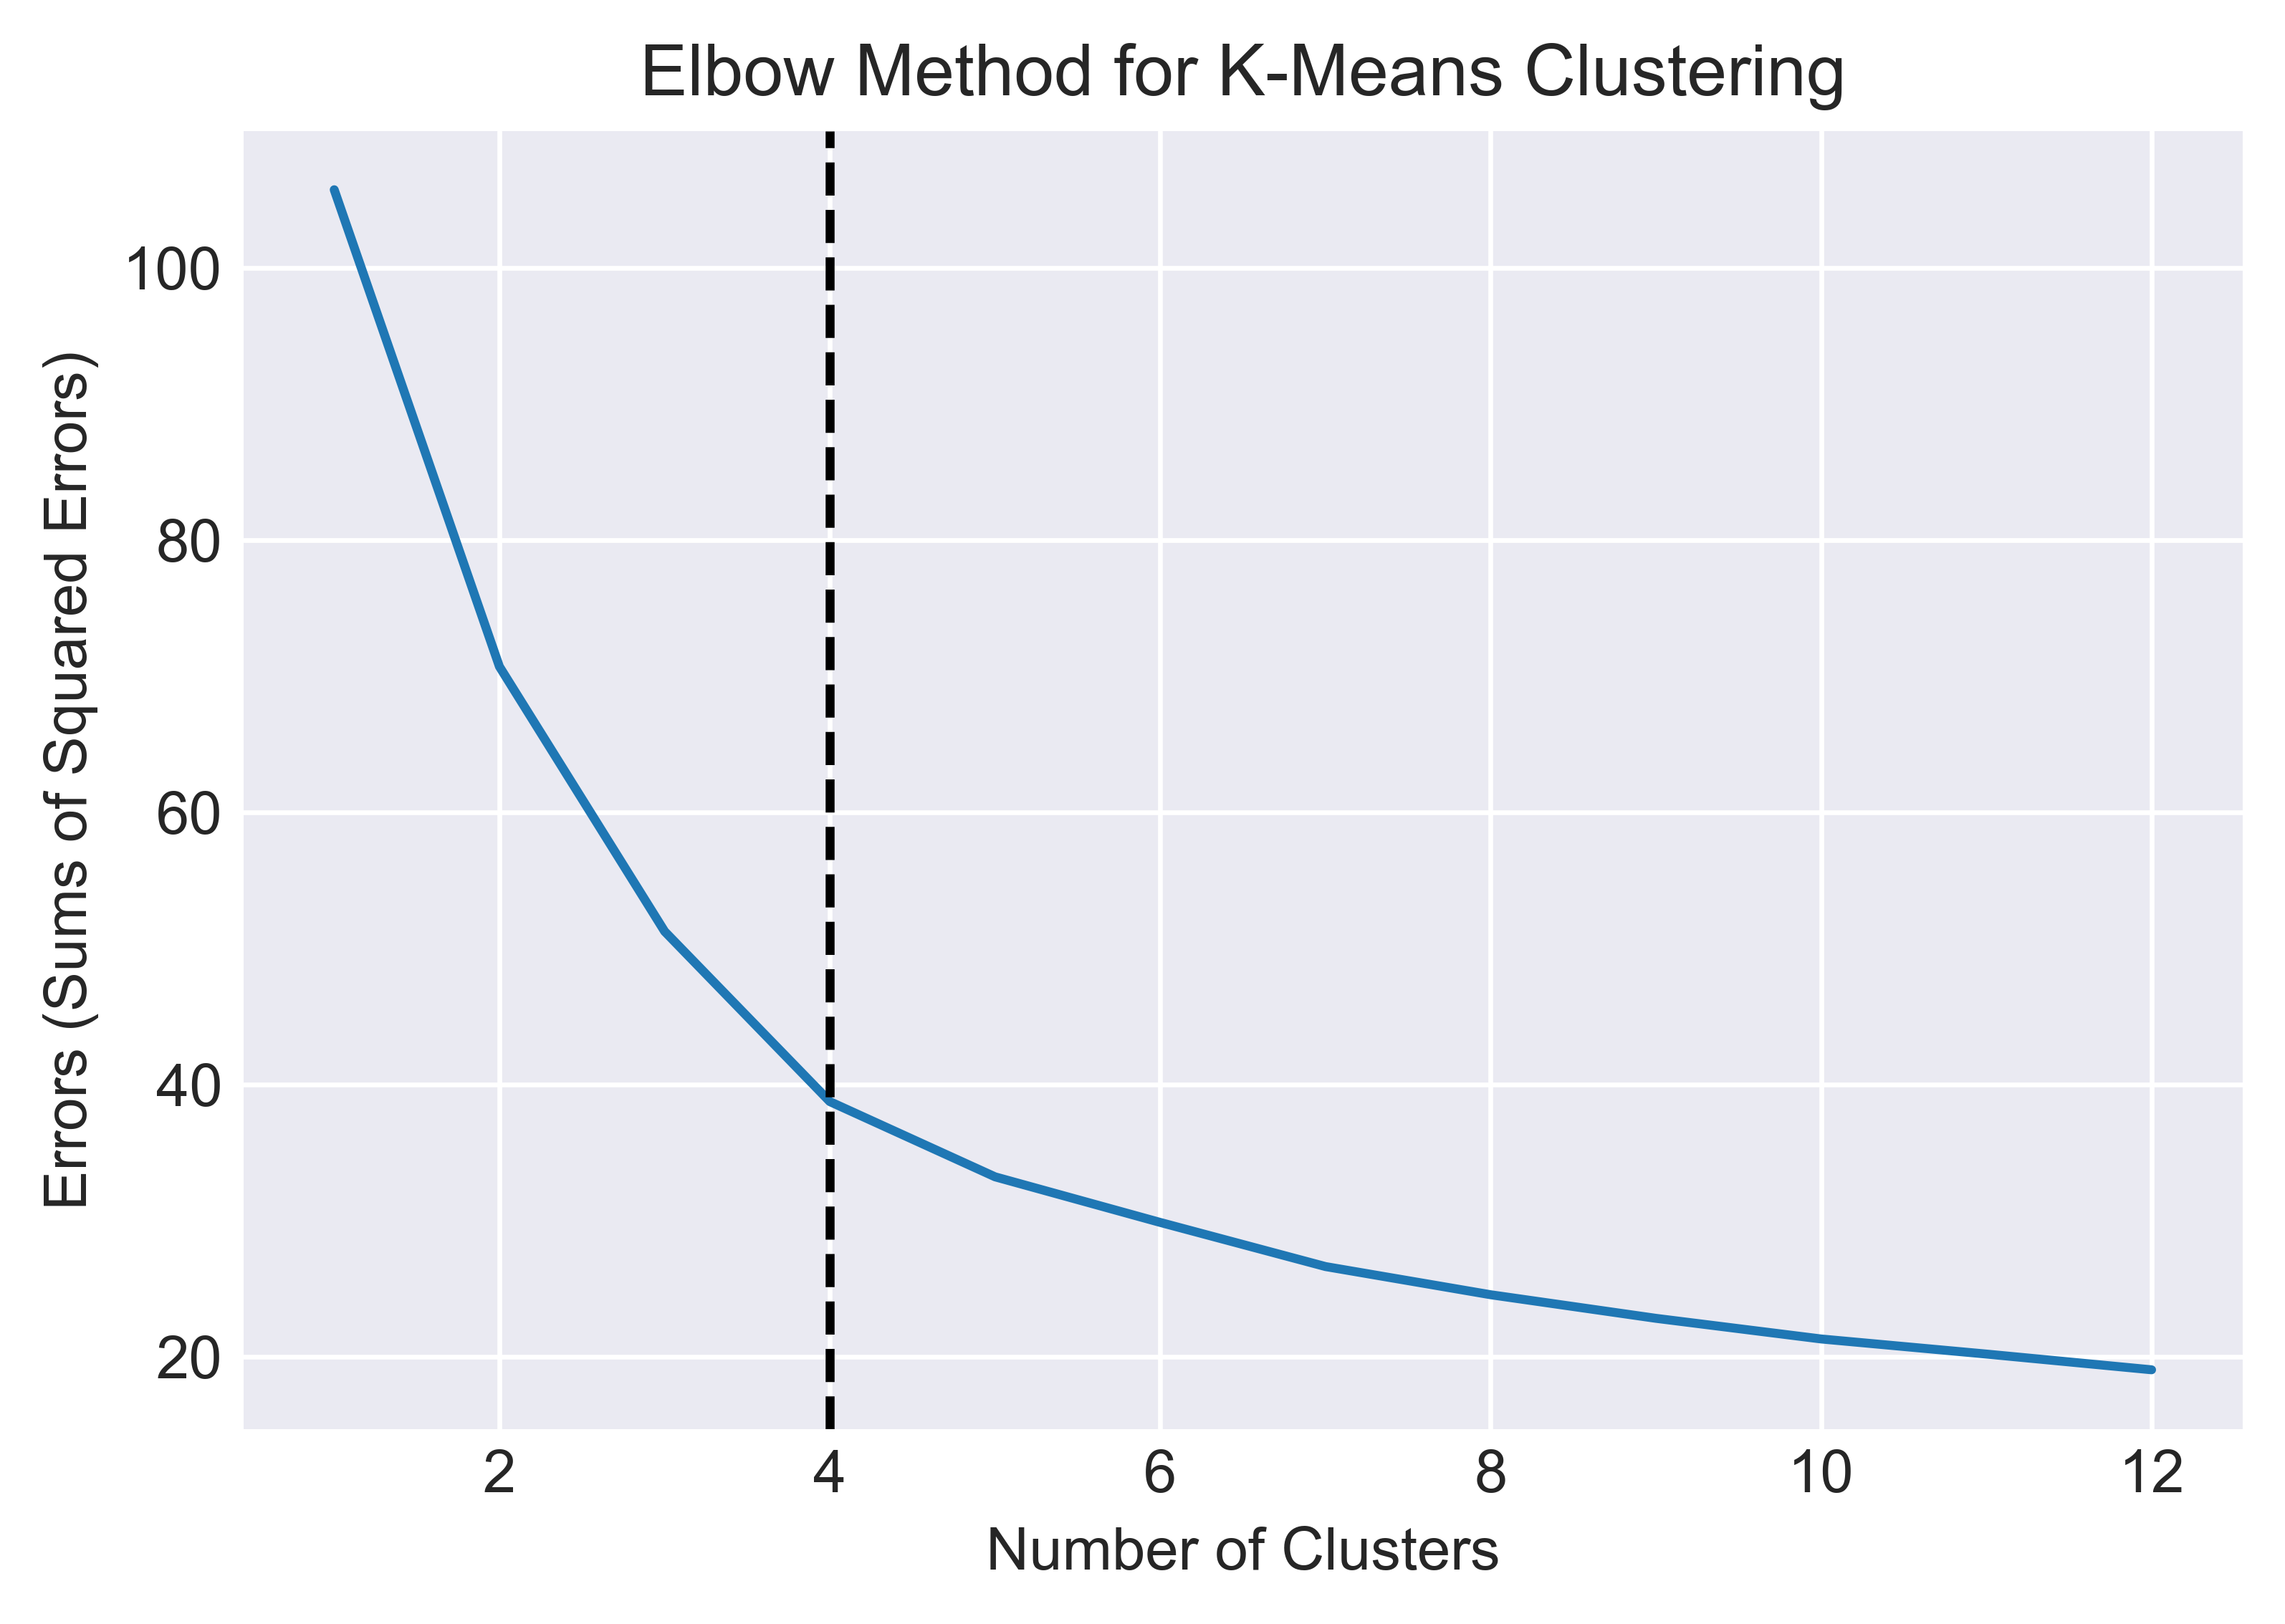 Elbow Method for K-Means Clustering
Errors (Sums of Squared Errors)
100
80
60
40
20
2 4 6 8 10 12
Number of Clusters